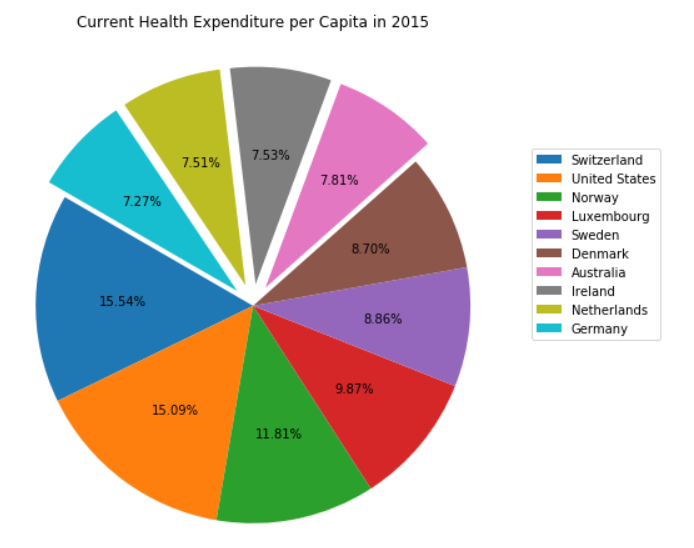 Current Health Expenditure per Capita in 2015
7.53%
7.51%
7.81%
7.27%
8.70%
15.54%
8.86%
9.87%
15.09%
11.81%
Switzerland
United States
Norway
Luxembourg
Sweden
Denmark
Australia
Ireland
Netherlands
Germany